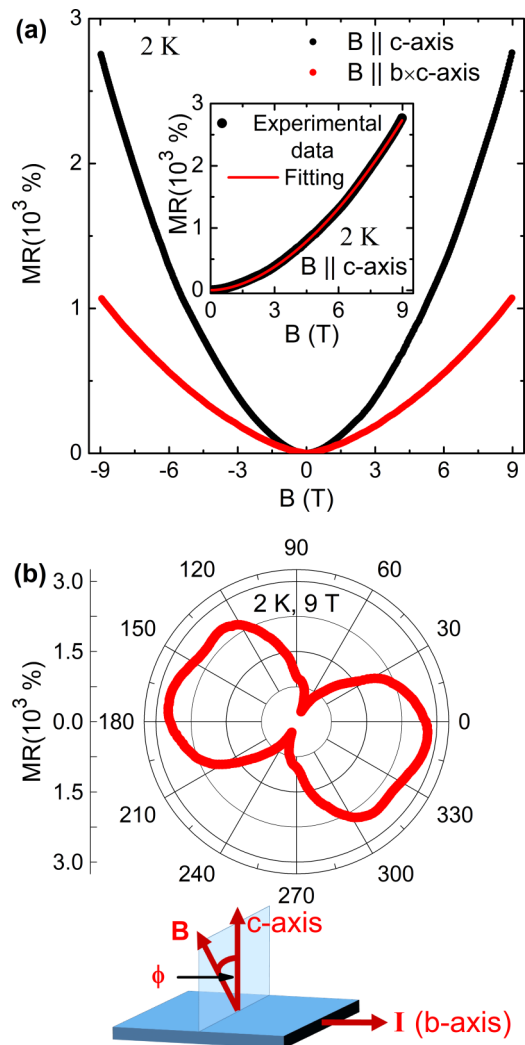 (a)
3
2 K
B || c-axis
B || b×c-axis
2
1
0
MR(10³ %)
-9 -6 -3 0 3 6 9
B (T)
3
2
1
0
MR(10³ %)
Experimental
data
Fitting
2 K
B || c-axis
0 3 6 9
B (T)
(b)
3.0
1.5
0.0
1.5
3.0
MR(10³ %)
90
120 60
2 K, 9 T
150 30
180 0
210 330
240 300
270
B
c-axis
ϕ
I (b-axis)